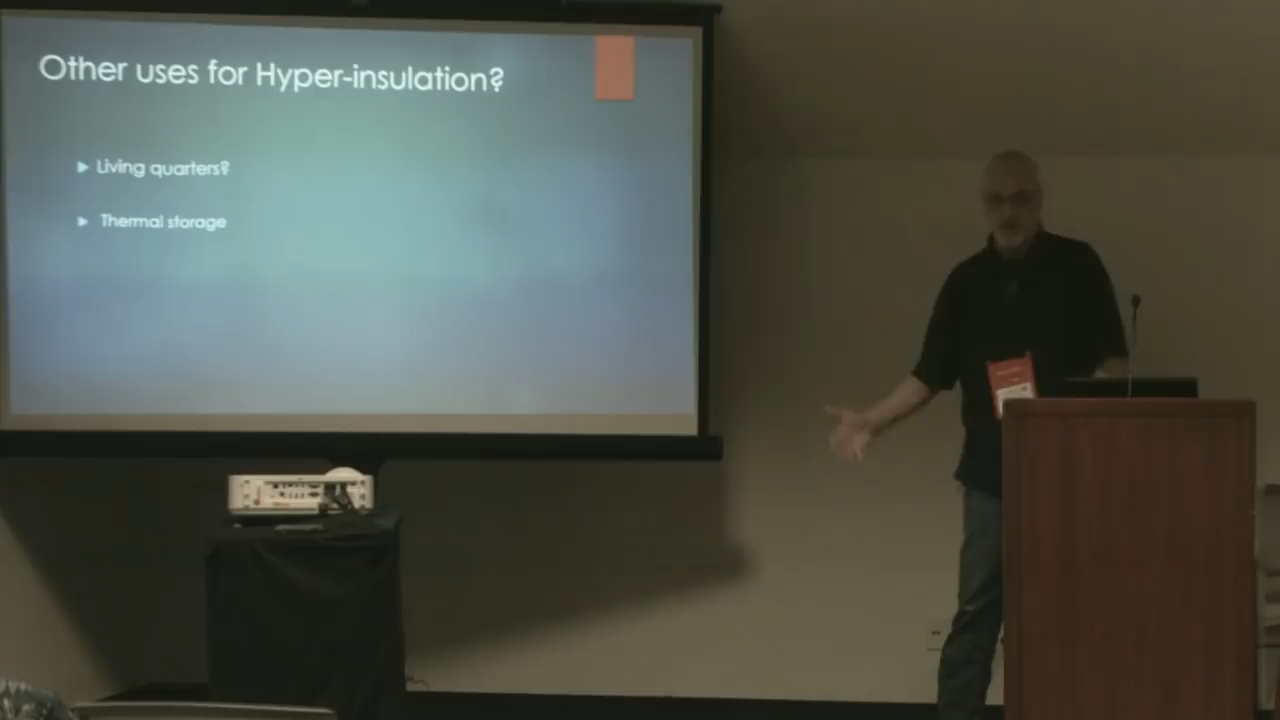 Other uses for Hyper-insulation?
Living quarters?
Thermal storage